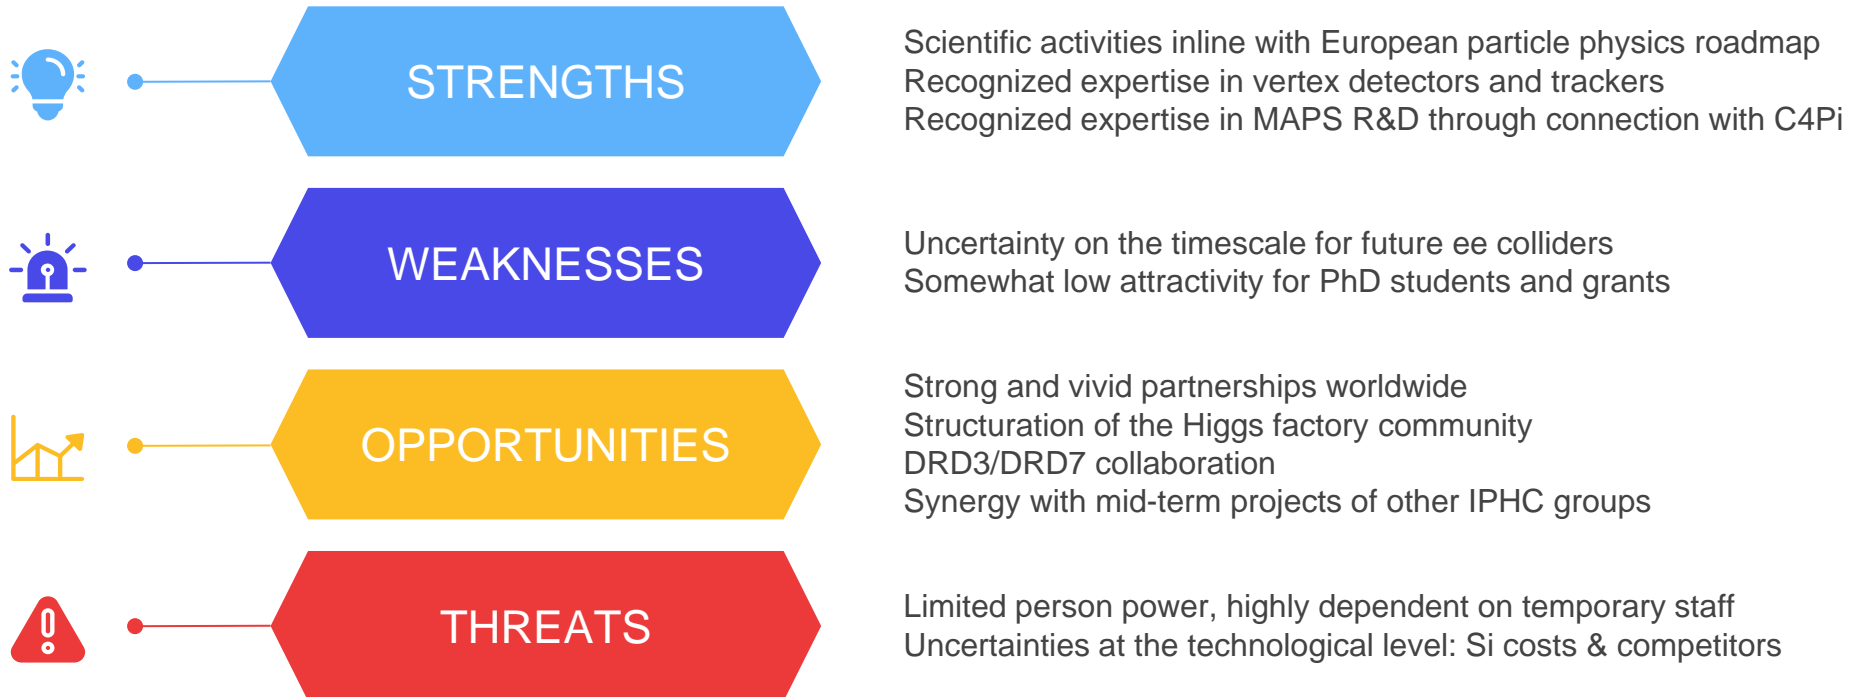 STRENGTHS
Scientific activities inline with European particle physics roadmap
Recognized expertise in vertex detectors and trackers
Recognized expertise in MAPS R&D through connection with C4Pi
WEAKNESSES
Uncertainty on the timescale for future ee colliders
Somewhat low attractivity for PhD students and grants
OPPORTUNITIES
Strong and vivid partnerships worldwide
Structuration of the Higgs factory community
DRD3/DRD7 collaboration
Synergy with mid-term projects of other IPHC groups
THREATS
Limited person power, highly dependent on temporary staff
Uncertainties at the technological level: Si costs & competitors